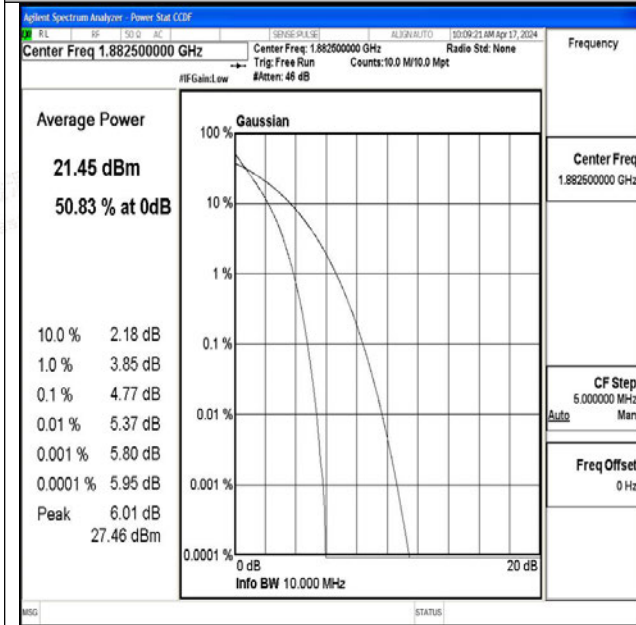 Agilent Spectrum Analyzer - Power Stat CCDF
RL RF 50 Ω AC SENSE:PULSE ALIGN AUTO 10:09:21 AM Apr 17, 2024
Center Freq 1.882500000 GHz
Center Freq: 1.882500000 GHz Radio Std: None
Trig: Free Run Counts:10.0 M/10.0 Mpt
#IFGain:Low #Atten: 46 dB
Frequency
Average Power
21.45 dBm
50.83 % at 0dB
10.0 % 2.18 dB
1.0 % 3.85 dB
0.1 % 4.77 dB
0.01 % 5.37 dB
0.001 % 5.80 dB
0.0001 % 5.95 dB
Peak 6.01 dB
27.46 dBm
Gaussian
100 %
10 %
1 %
0.1 %
0.01 %
0.001 %
0.0001 %
0 dB 20 dB
Info BW 10.000 MHz
Center Freq
1.882500000 GHz
CF Step
5.000000 MHz
Auto Man
Freq Offset
0 Hz
MSG STATUS